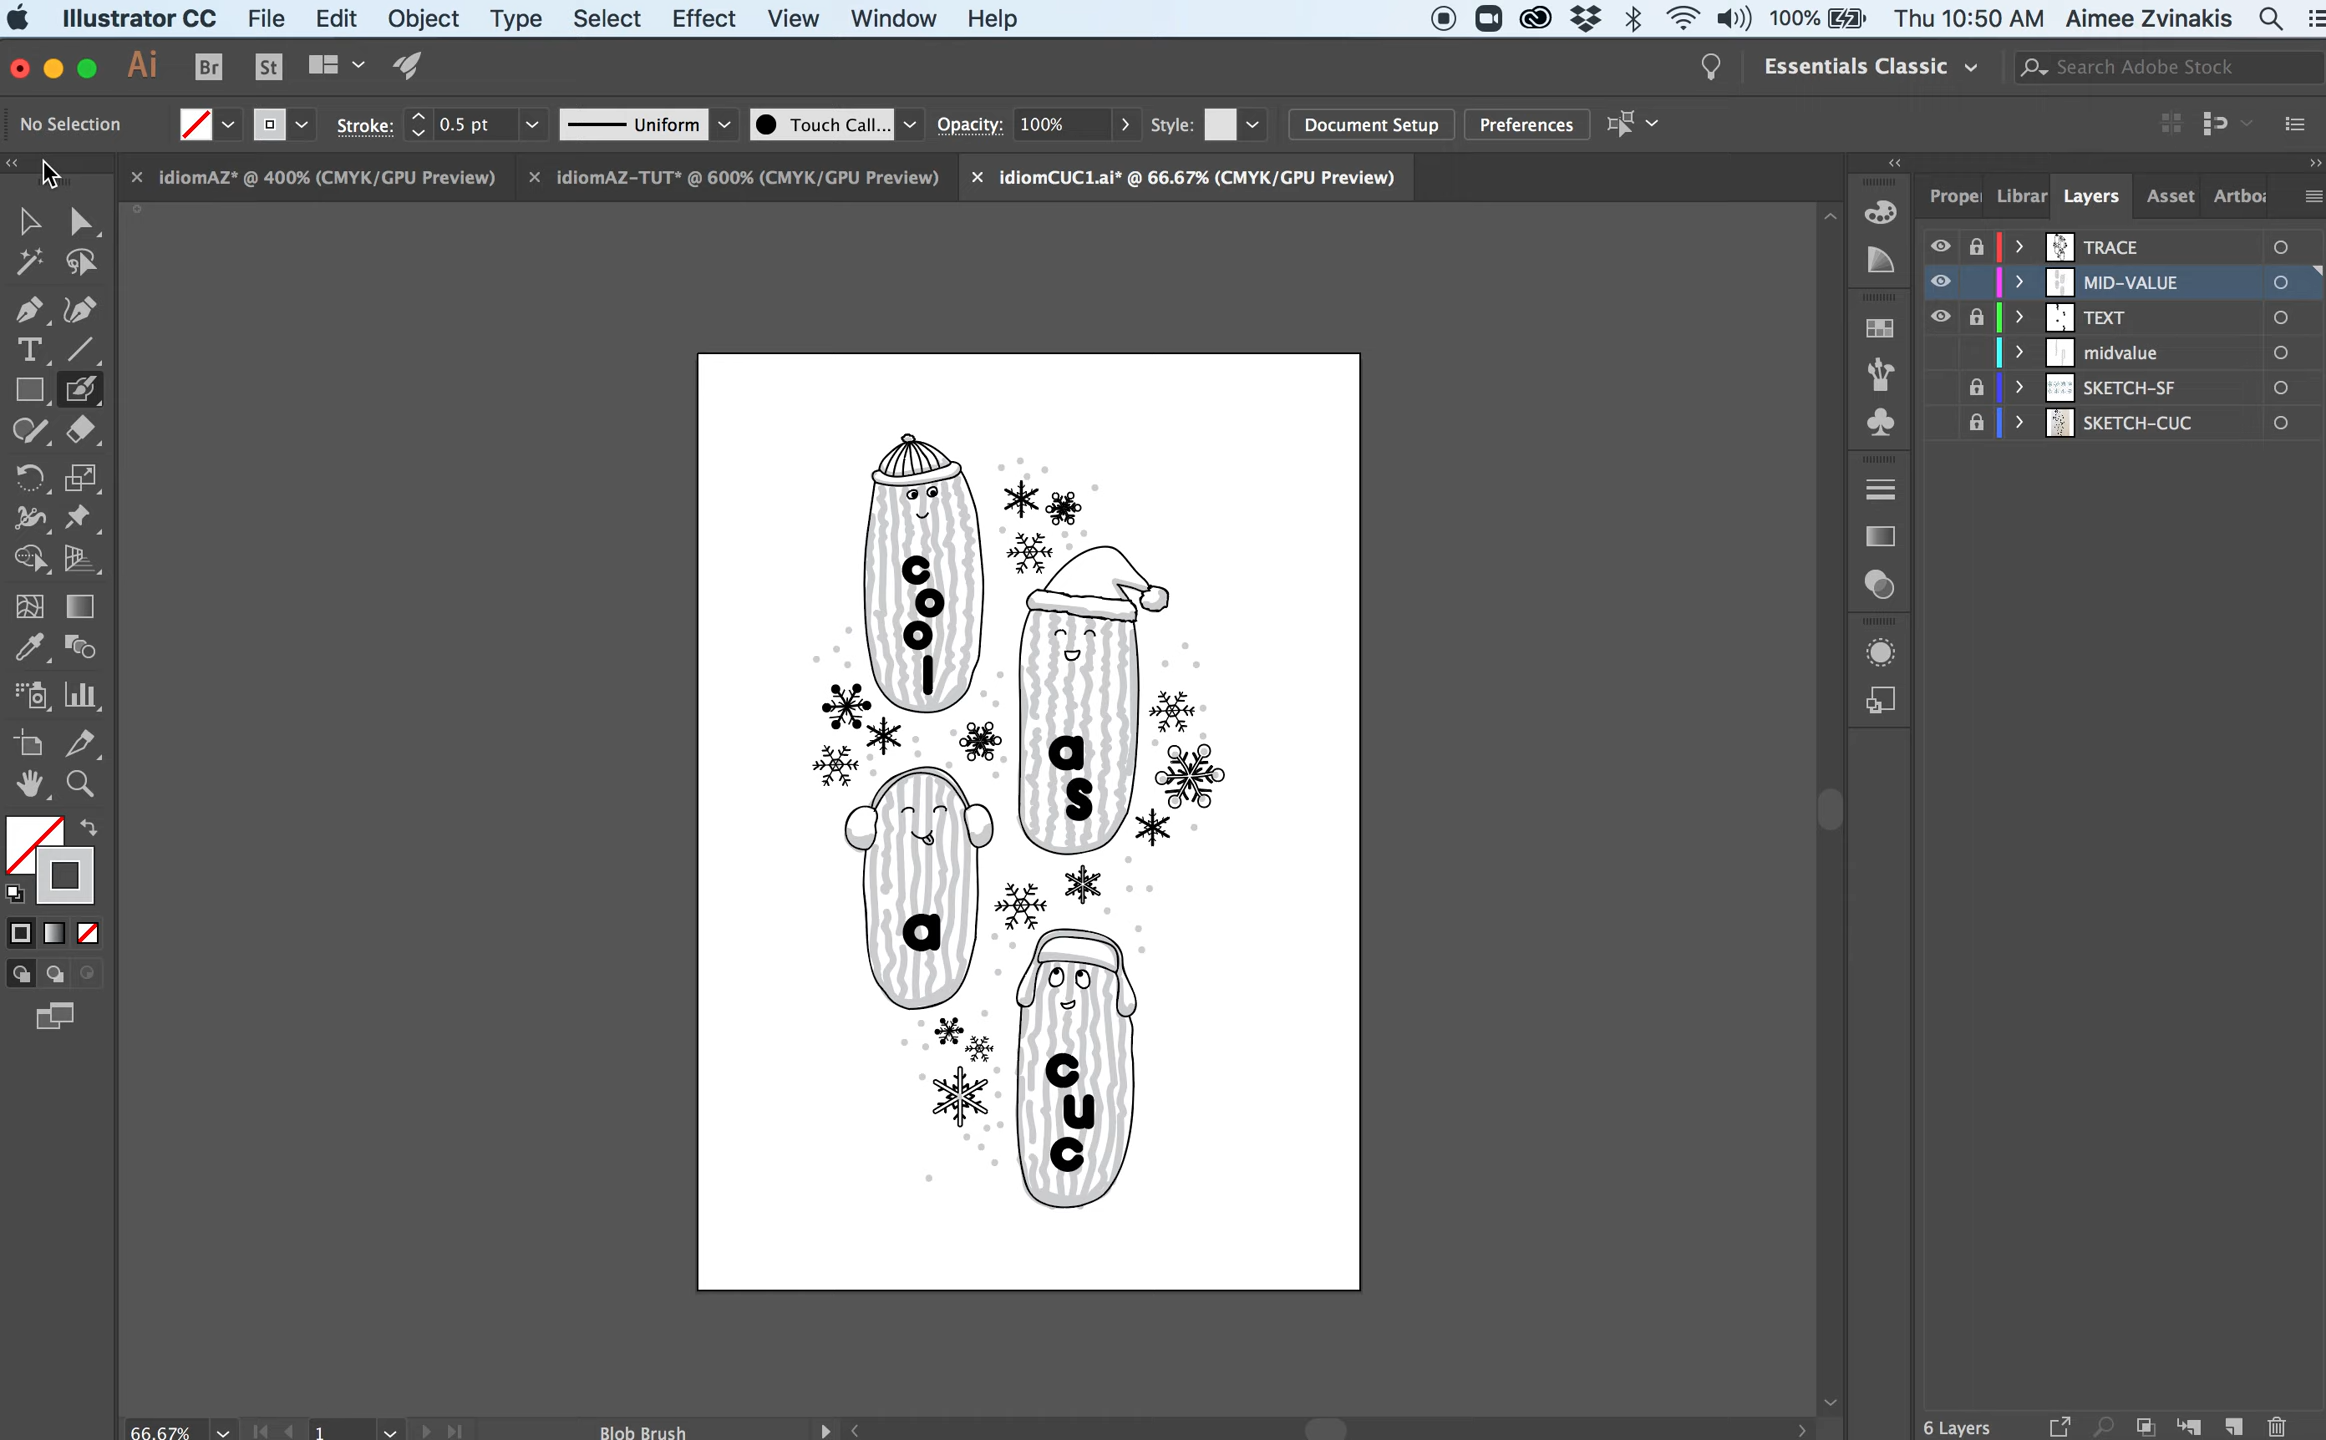 Illustrator CC File Edit Object Type Select Effect View Window Help 100% Thu 10:50 AM Aimee Zvinakis
Ai Br St Essentials Classic Search Adobe Stock
No Selection Stroke: 0.5 pt Uniform Touch Call... Opacity: 100% Style: Document Setup Preferences
idiomAZ* @ 400% (CMYK/GPU Preview) idiomAZ-TUT* @ 600% (CMYK/GPU Preview) idiomCUC1.ai* @ 66.67% (CMYK/GPU Preview)
Proper Librar Layers Asset Artboa
TRACE
MID-VALUE
TEXT
midvalue
SKETCH-SF
SKETCH-CUC
c
o
o
l
a
s
a
c
u
c
66.67% 1 Blob Brush 6 Layers